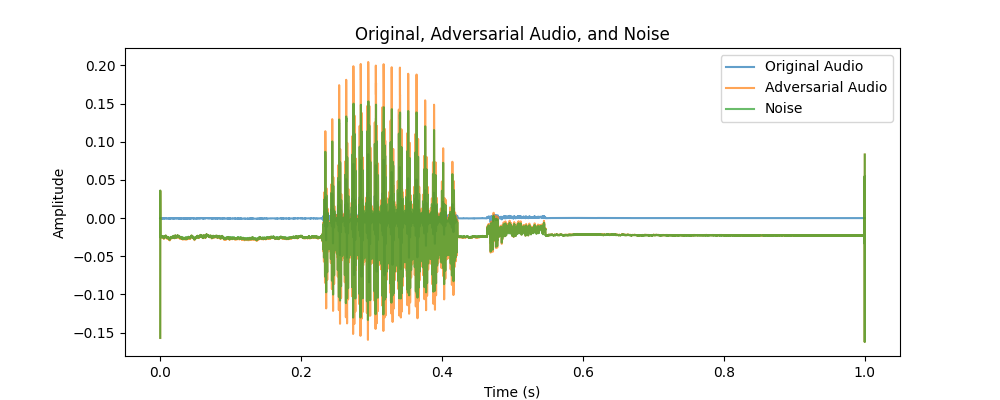 Original, Adversarial Audio, and Noise
Original Audio
Adversarial Audio
Noise
Amplitude
0.20
0.15
0.10
0.05
0.00
−0.05
−0.10
−0.15
0.0 0.2 0.4 0.6 0.8 1.0
Time (s)